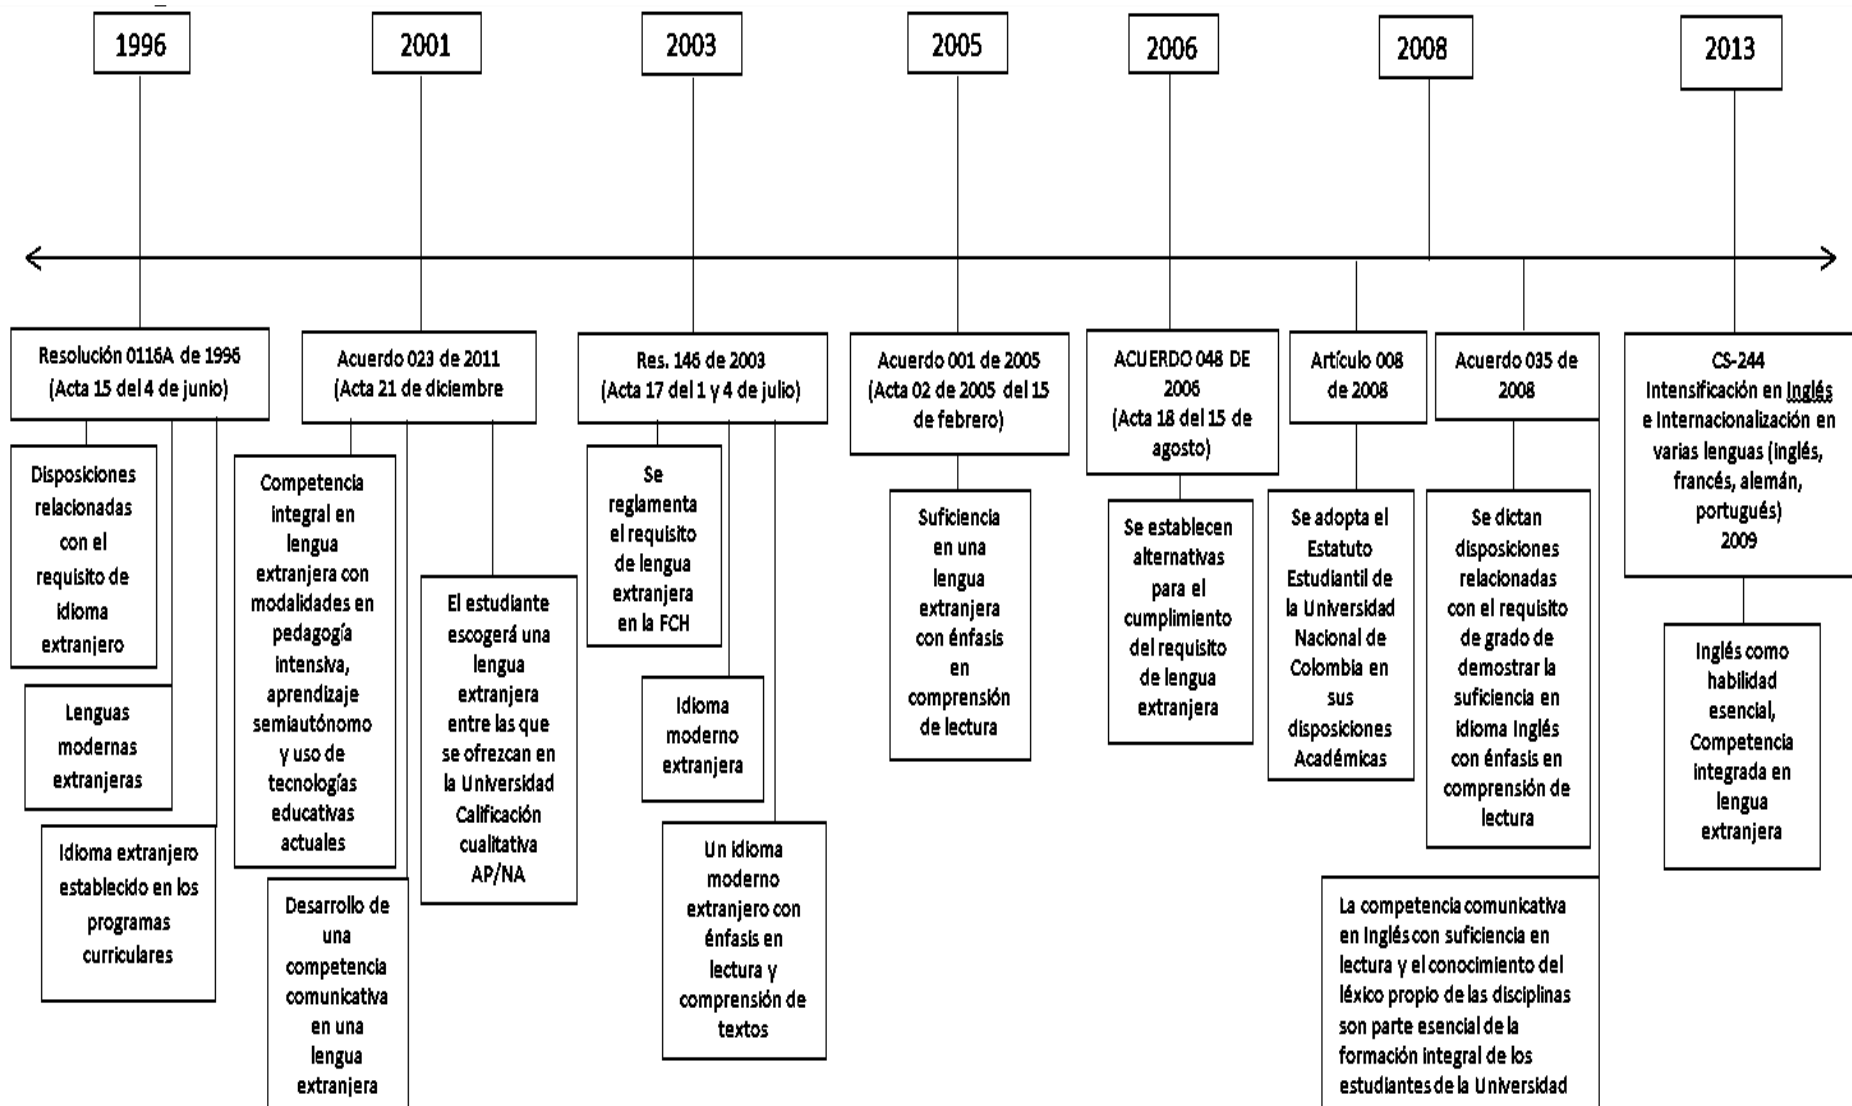 1996
2001
2003
2005
2006
2008
2013
Resolución 0116A de 1996
(Acta 15 del 4 de junio)
Disposiciones
relacionadas
con el
requisito de
idioma
extranjero
Lenguas
modernas
extranjeras
Idioma extranjero
establecido en los
programas
curriculares
Acuerdo 023 de 2011
(Acta 21 de diciembre
Competencia
integral en
lengua
extranjera con
modalidades en
pedagogía
intensiva,
aprendizaje
semiautónomo
y uso de
tecnologías
educativas
actuales
Desarrollo de
una
competencia
comunicativa
en una
lengua
extranjera
El estudiante
escogerá una
lengua
extranjera
entre las que
se ofrezcan en
la Universidad
Calificación
cualitativa
AP/NA
Res. 146 de 2003
(Acta 17 del 1 y 4 de julio)
Se
reglamenta
el requisito
de lengua
extranjera
en la FCH
Idioma
moderno
extranjera
Un idioma
moderno
extranjero con
énfasis en
lectura y
comprensión de
textos
Acuerdo 001 de 2005
(Acta 02 de 2005 del 15
de febrero)
Suficiencia
en una
lengua
extranjera
con énfasis
en
comprensión
de lectura
ACUERDO 048 DE
2006
(Acta 18 del 15 de
agosto)
Se establecen
alternativas
para el
cumplimiento
del requisito
de lengua
extranjera
Artículo 008
de 2008
Se adopta el
Estatuto
Estudiantil de
la Universidad
Nacional de
Colombia en
sus
disposiciones
Académicas
Acuerdo 035 de
2008
Se dictan
disposiciones
relacionadas
con el requisito
de grado de
demostrar la
suficiencia en
idioma Inglés
con énfasis en
comprensión de
lectura
La competencia comunicativa
en Inglés con suficiencia en
lectura y el conocimiento del
léxico propio de las disciplinas
son parte esencial de la
formación integral de los
estudiantes de la Universidad
CS-244
Intensificación en Inglés
e Internacionalización en
varias lenguas (inglés,
francés, alemán,
portugués)
2009
Inglés como
habilidad
esencial,
Competencia
integrada en
lengua
extranjera